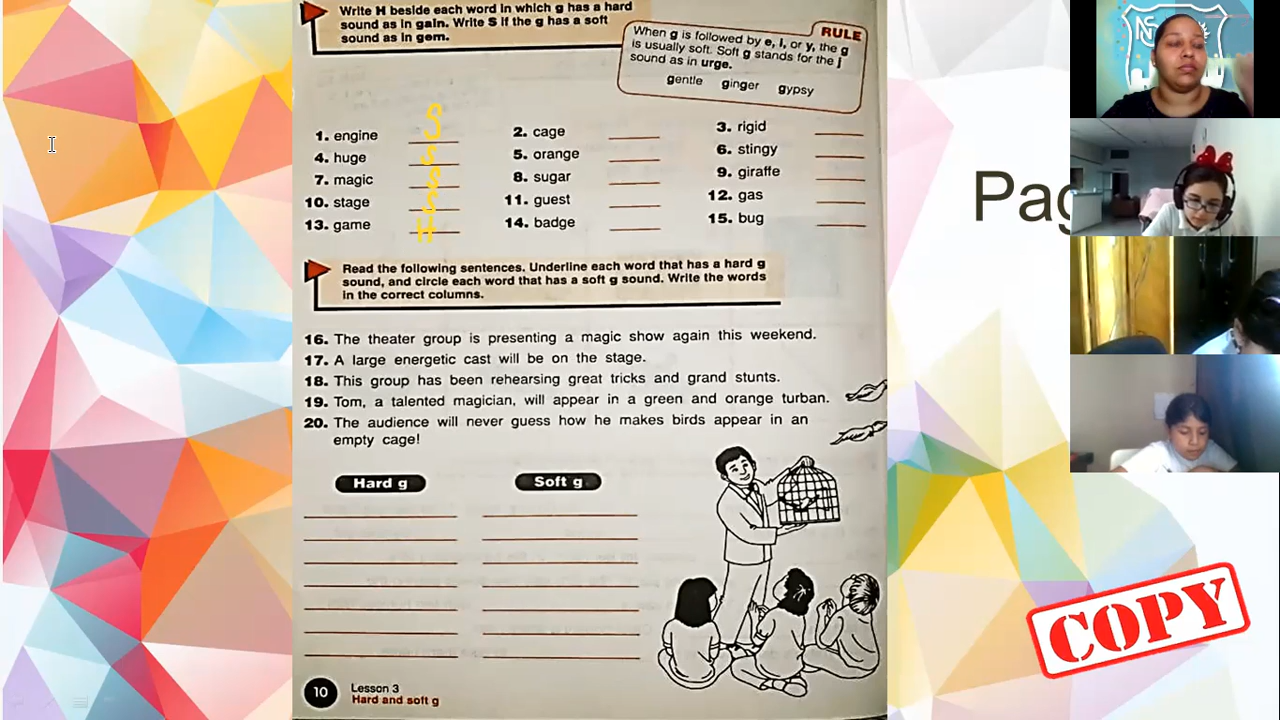 Write H beside each word in which g has a hard
sound as in gain. Write S if the g has a soft
sound as in gem.
RULE
When g is followed by e, i, or y, the g
is usually soft. Soft g stands for the j
sound as in urge.
gentle ginger gypsy
1. engine S 2. cage 3. rigid
4. huge S 5. orange 6. stingy
7. magic S 8. sugar 9. giraffe
10. stage S 11. guest 12. gas
13. game H 14. badge 15. bug
Read the following sentences. Underline each word that has a hard g
sound, and circle each word that has a soft g sound. Write the words
in the correct columns.
16. The theater group is presenting a magic show again this weekend.
17. A large energetic cast will be on the stage.
18. This group has been rehearsing great tricks and grand stunts.
19. Tom, a talented magician, will appear in a green and orange turban.
20. The audience will never guess how he makes birds appear in an
empty cage!
Hard g Soft g
10 Lesson 3
Hard and soft g
Pag
COPY
NS